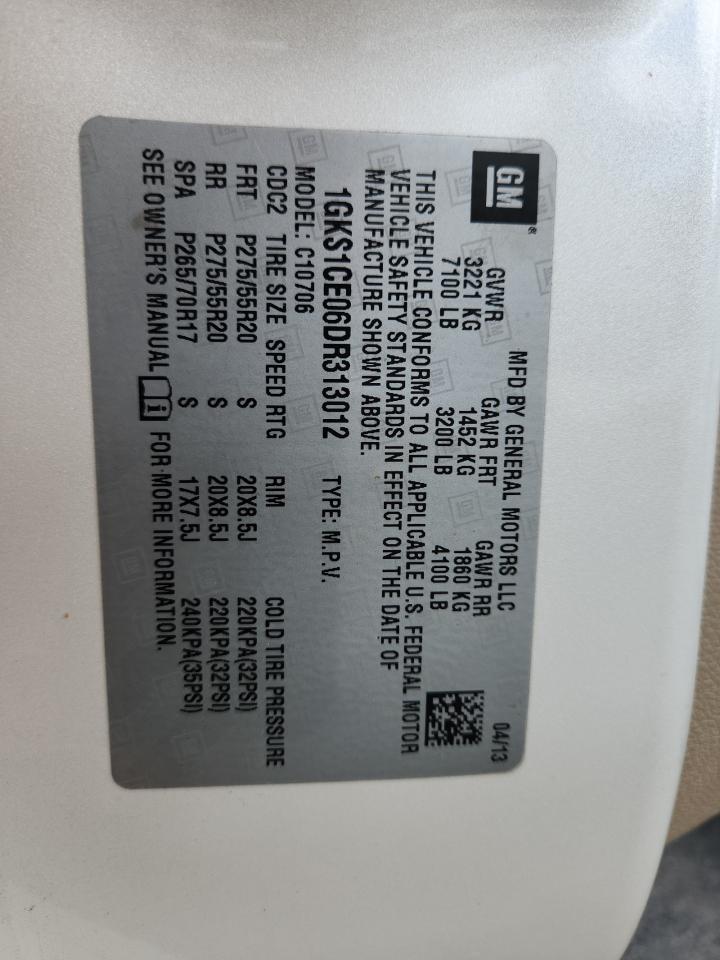 GM®
MFD BY GENERAL MOTORS LLC 04/13
GVWR GAWR FRT GAWR RR
3221 KG 1452 KG 1860 KG
7100 LB 3200 LB 4100 LB
THIS VEHICLE CONFORMS TO ALL APPLICABLE U.S. FEDERAL MOTOR
VEHICLE SAFETY STANDARDS IN EFFECT ON THE DATE OF
MANUFACTURE SHOWN ABOVE.
1GKS1CE06DR313012 TYPE: M.P.V.
MODEL: C10706
CDC2 TIRE SIZE SPEED RTG RIM COLD TIRE PRESSURE
FRT P275/55R20 S 20X8.5J 220KPA(32PSI)
RR P275/55R20 S 20X8.5J 220KPA(32PSI)
SPA P265/70R17 S 17X7.5J 240KPA(35PSI)
SEE OWNER'S MANUAL i FOR MORE INFORMATION.